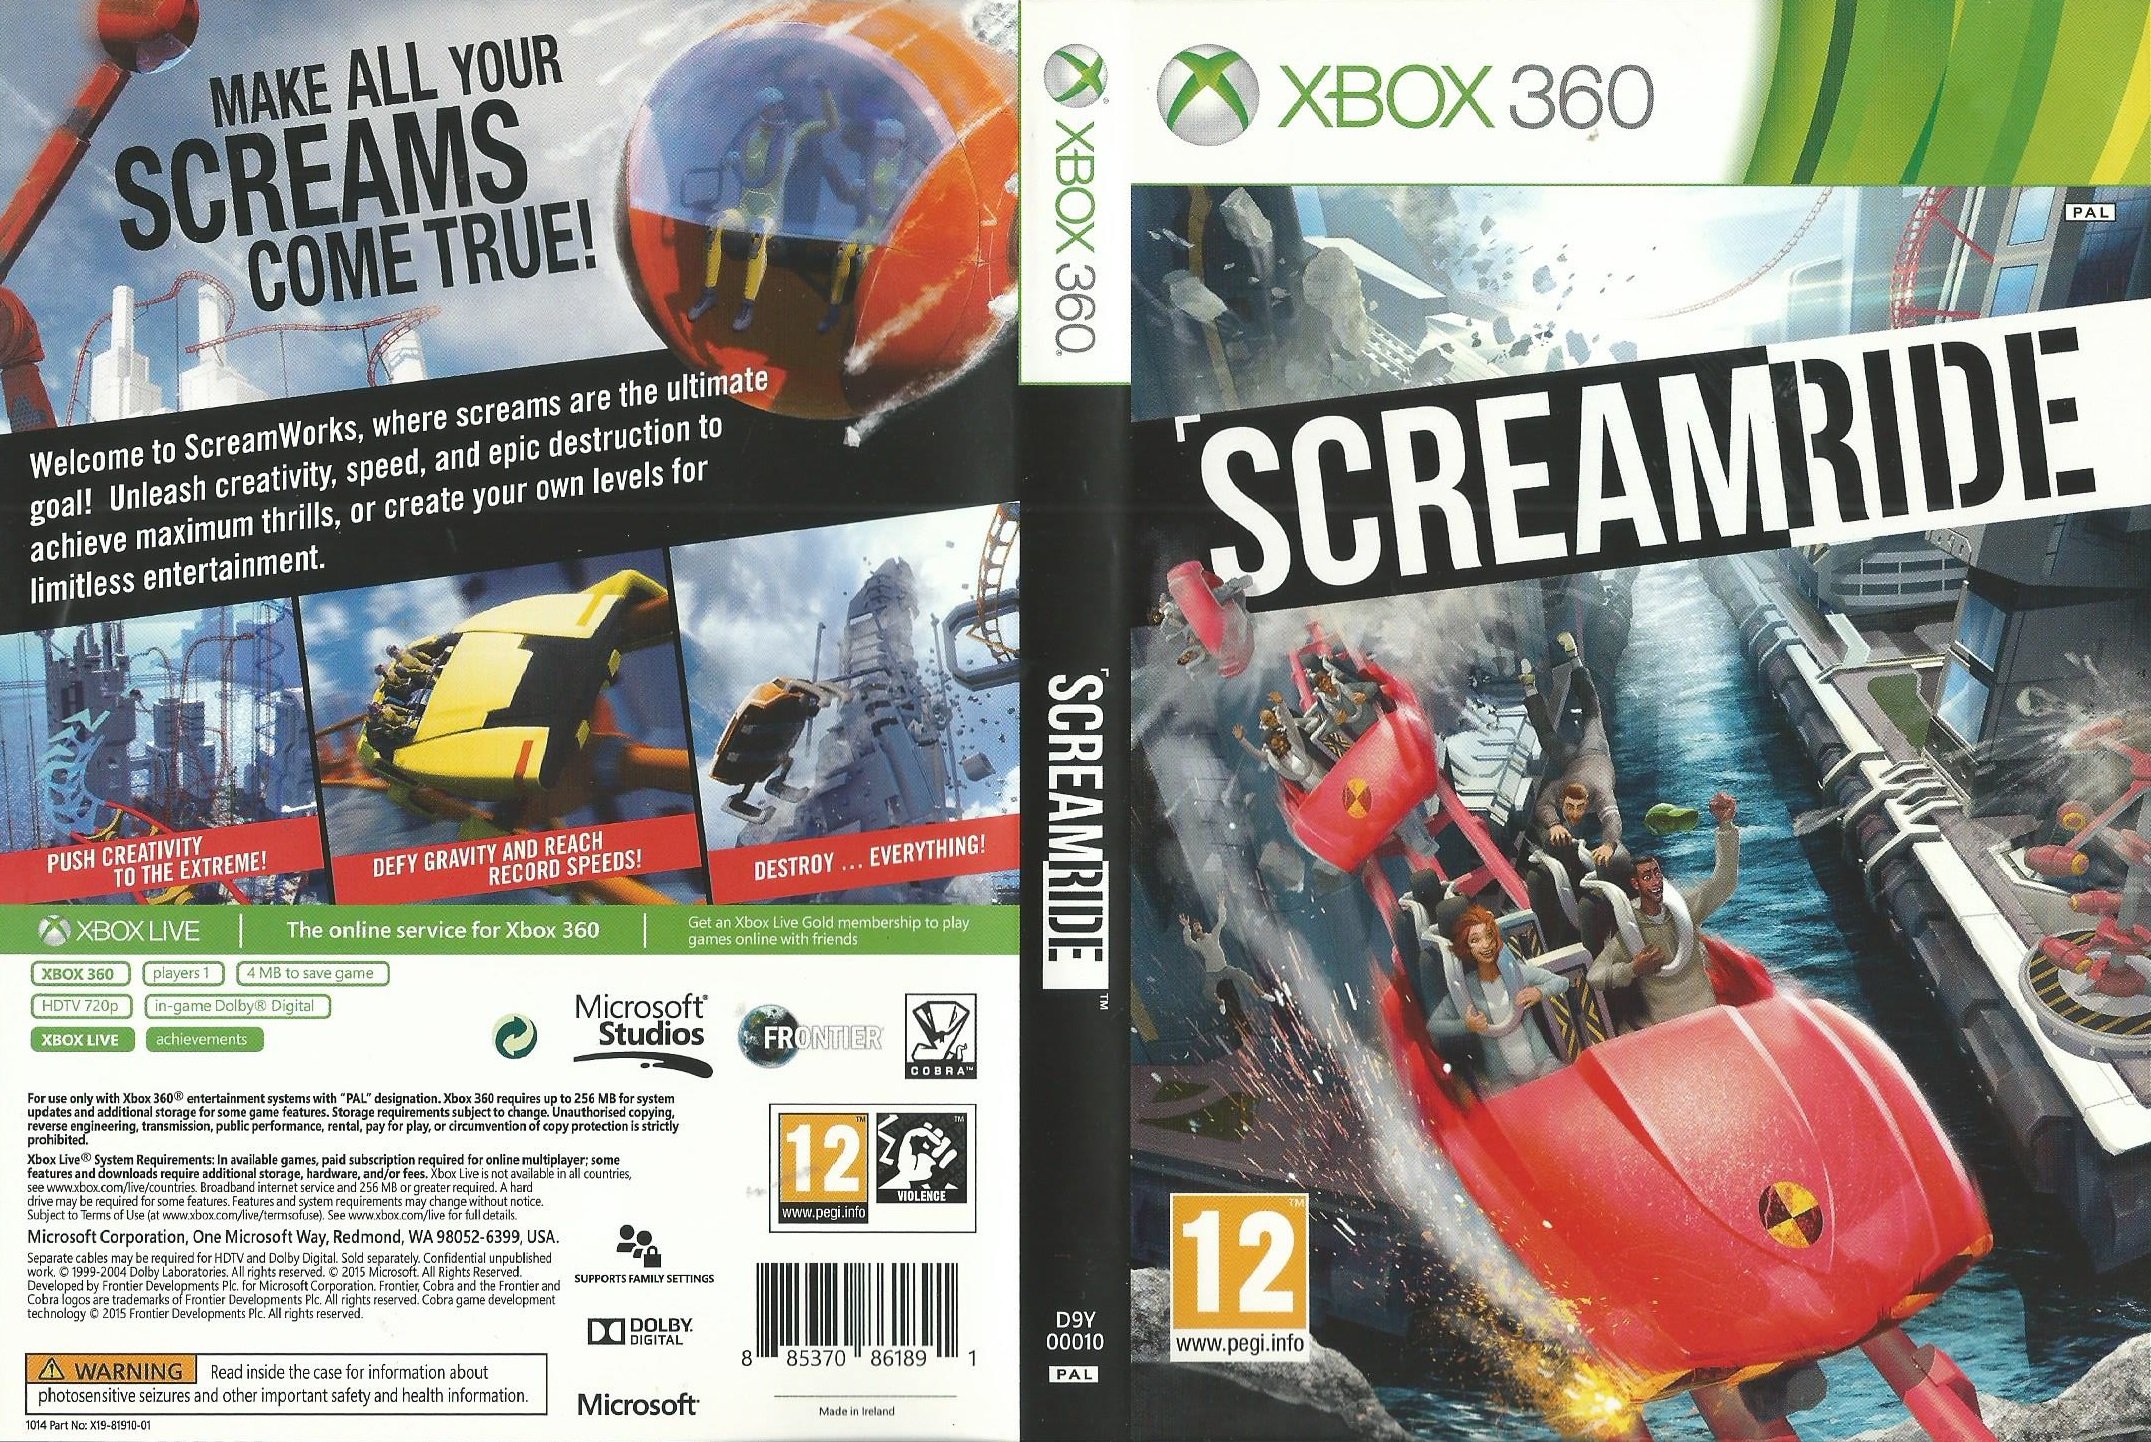 MAKE ALL YOUR
SCREAMS
COME TRUE!
Welcome to ScreamWorks, where screams are the ultimate
goal! Unleash creativity, speed, and epic destruction to
achieve maximum thrills, or create your own levels for
limitless entertainment.
PUSH CREATIVITY
TO THE EXTREME!
DEFY GRAVITY AND REACH
RECORD SPEEDS!
DESTROY ... EVERYTHING!
XBOX LIVE
The online service for Xbox 360
Get an Xbox Live Gold membership to play
games online with friends
XBOX 360
players 1
4 MB to save game
HDTV 720p
in-game Dolby® Digital
XBOX LIVE
achievements
Microsoft®
Studios
FRONTIER
COBRA™
For use only with Xbox 360® entertainment systems with "PAL" designation. Xbox 360 requires up to 256 MB for system
updates and additional storage for some game features. Storage requirements subject to change. Unauthorised copying,
reverse engineering, transmission, public performance, rental, pay for play, or circumvention of copy protection is strictly
prohibited.
Xbox Live® System Requirements: In available games, paid subscription required for online multiplayer; some
features and downloads require additional storage, hardware, and/or fees. Xbox Live is not available in all countries,
see www.xbox.com/live/countries. Broadband internet service and 256 MB or greater required. A hard
drive may be required for some features. Features and system requirements may change without notice.
Subject to Terms of Use (at www.xbox.com/live/termsofuse). See www.xbox.com/live for full details.
Microsoft Corporation, One Microsoft Way, Redmond, WA 98052-6399, USA.
Separate cables may be required for HDTV and Dolby Digital. Sold separately. Confidential unpublished
work. © 1999-2004 Dolby Laboratories. All rights reserved. © 2015 Microsoft. All Rights Reserved.
Developed by Frontier Developments Plc. for Microsoft Corporation. Frontier, Cobra and the Frontier and
Cobra logos are trademarks of Frontier Developments Plc. All rights reserved. Cobra game development
technology © 2015 Frontier Developments Plc. All rights reserved.
WARNING Read inside the case for information about
photosensitive seizures and other important safety and health information.
1014 Part No: X19-81910-01
12™
www.pegi.info
VIOLENCE
™
SUPPORTS FAMILY SETTINGS
DOLBY.
DIGITAL
Microsoft®
8 85370 86189 1
Made in Ireland
XBOX 360®
SCREAMRIDE™
D9Y
00010
PAL
XBOX 360
PAL
SCREAMRIDE
12™
www.pegi.info